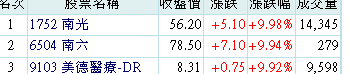 股票名稱 收盤價 漲跌 漲跌幅 成交量
1 1752 南光 56.20 +5.10 +9.98% 14,345
2 6504 南六 78.50 +7.10 +9.94% 279
3 9103 美德醫療-DR 8.31 +0.75 +9.92% 9,598